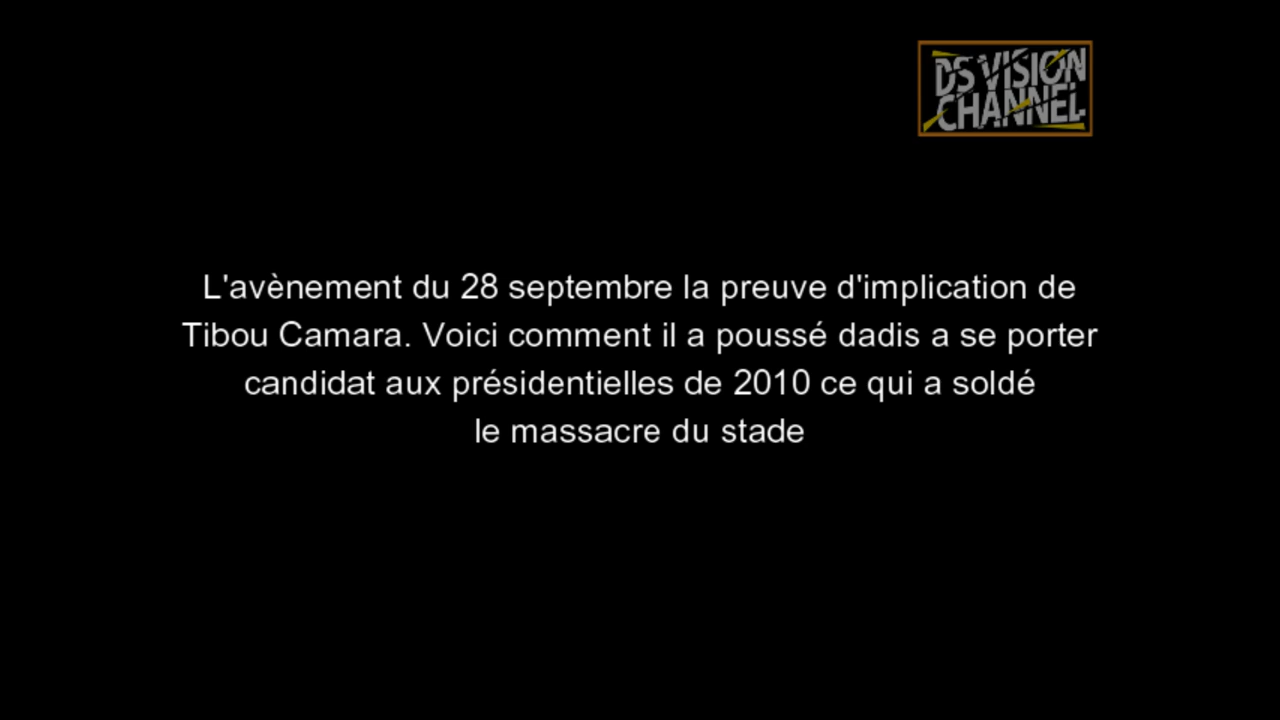 DS VISION
CHANNEL
L'avènement du 28 septembre la preuve d'implication de
Tibou Camara. Voici comment il a poussé dadis a se porter
candidat aux présidentielles de 2010 ce qui a soldé
le massacre du stade